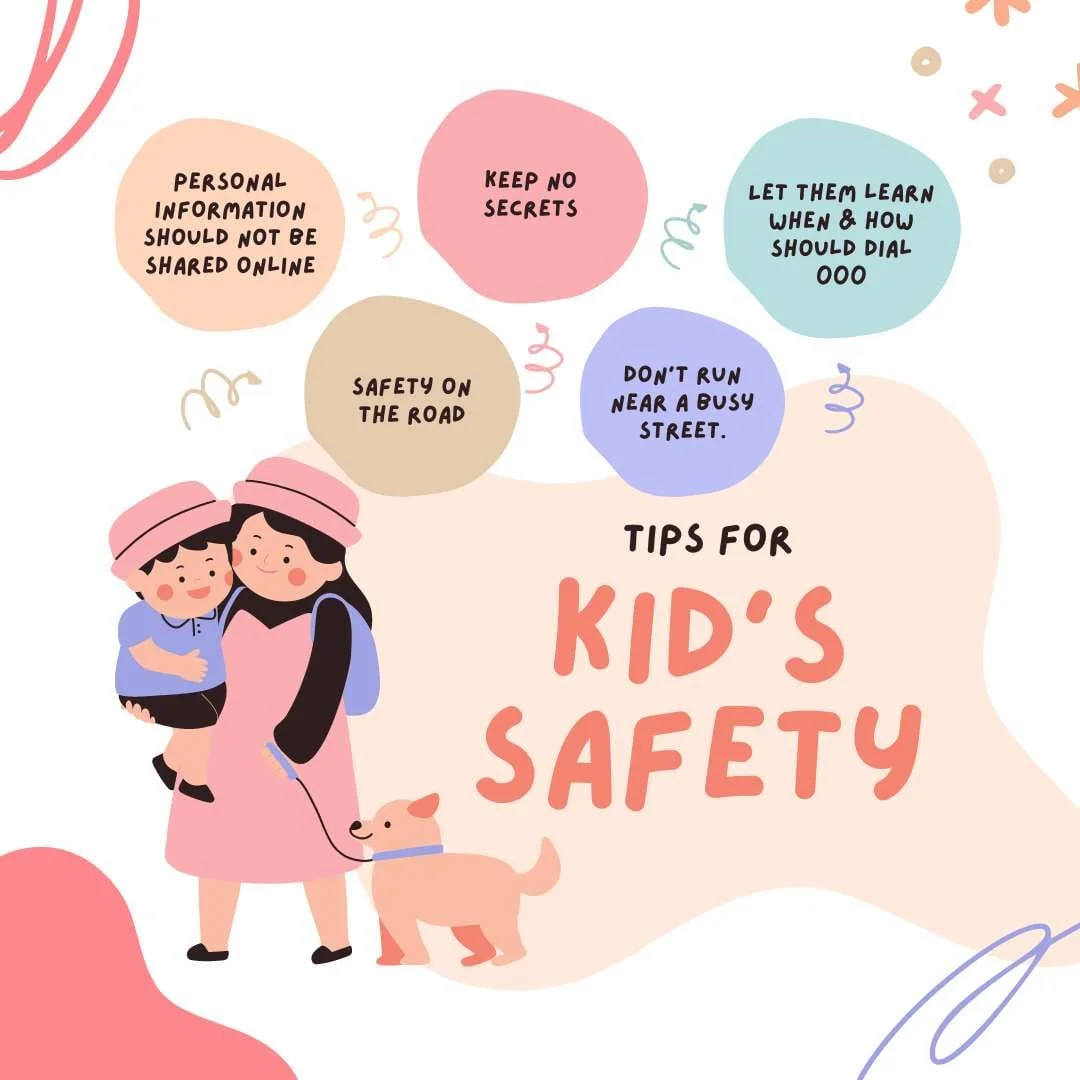 PERSONAL
INFORMATION
SHOULD NOT BE
SHARED ONLINE
KEEP NO
SECRETS
LET THEM LEARN
WHEN & HOW
SHOULD DIAL
000
SAFETY ON
THE ROAD
DON'T RUN
NEAR A BUSY
STREET.
TIPS FOR
KID'S
SAFETY